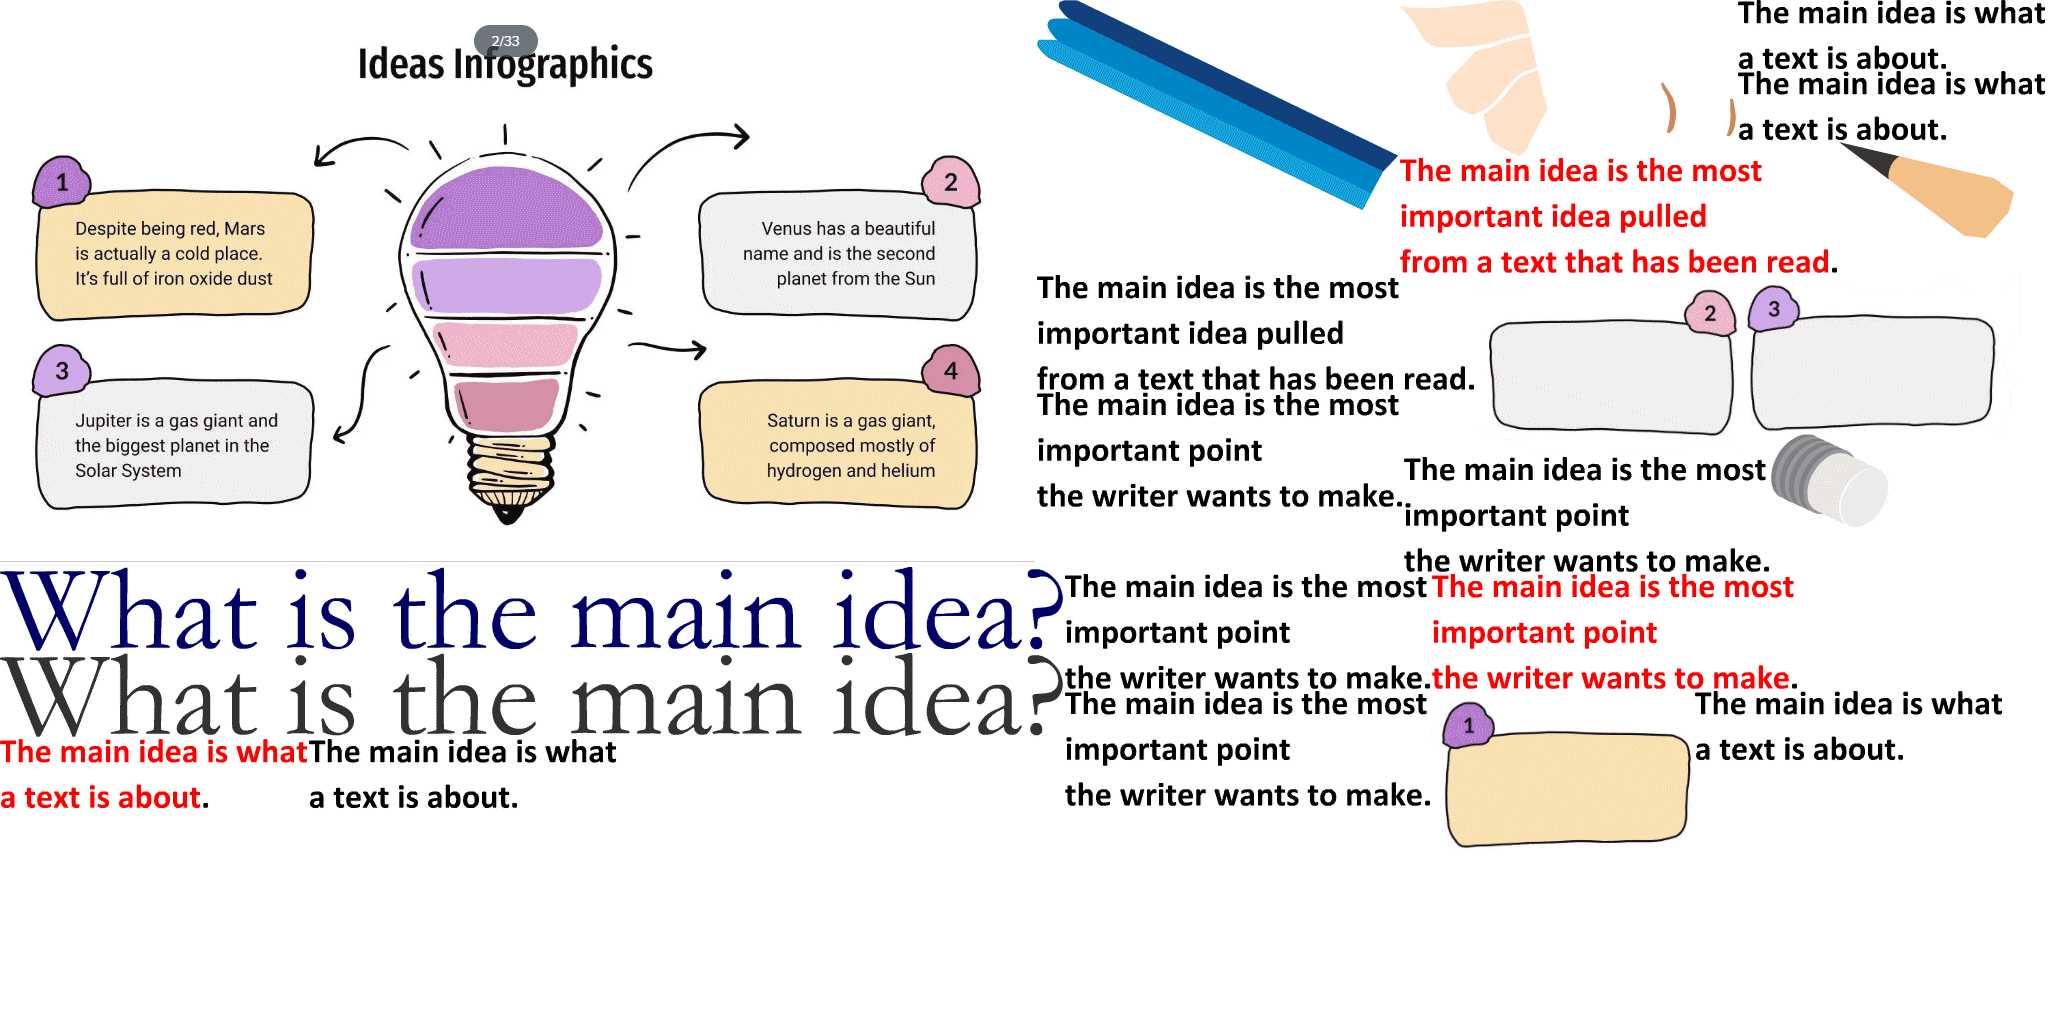 2/33
Ideas Infographics
1
Despite being red, Mars
is actually a cold place.
It's full of iron oxide dust
2
Venus has a beautiful
name and is the second
planet from the Sun
3
Jupiter is a gas giant and
the biggest planet in the
Solar System
4
Saturn is a gas giant,
composed mostly of
hydrogen and helium
What is the main idea?
What is the main idea?
The main idea is what
a text is about.
The main idea is what
a text is about.
The main idea is what
a text is about.
The main idea is what
a text is about.
The main idea is the most
important idea pulled
from a text that has been read.
The main idea is the most
important idea pulled
from a text that has been read.
2
3
The main idea is the most
important point
the writer wants to make.
The main idea is the most
important point
the writer wants to make.
The main idea is the most
important point
the writer wants to make.
The main idea is the most
important point
the writer wants to make.
The main idea is the most
important point
the writer wants to make.
1
The main idea is what
a text is about.